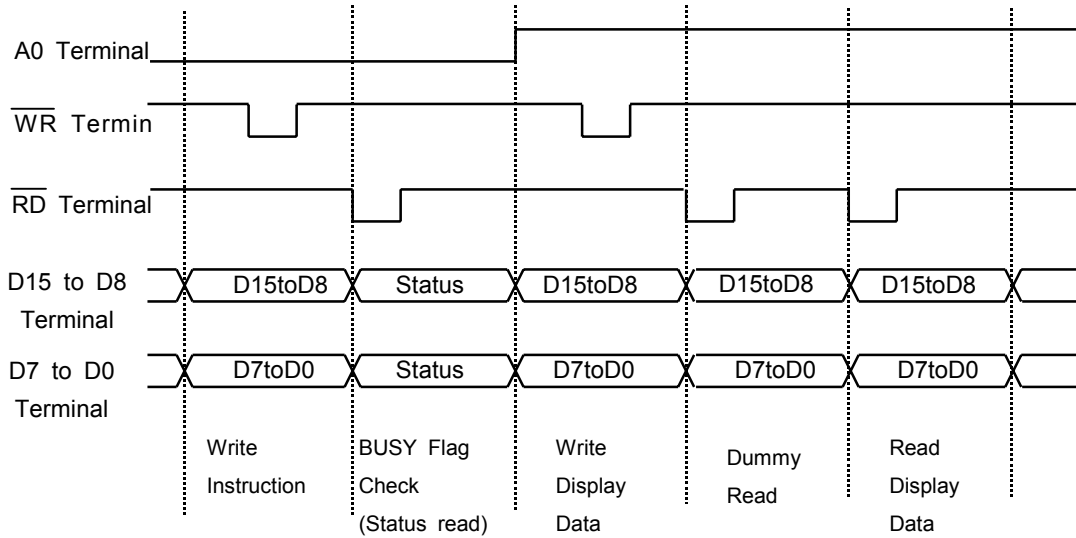 A0 Terminal
WR Termin
RD Terminal
D15 to D8
Terminal
D15toD8
Status
D15toD8
D15toD8
D15toD8
D7 to D0
Terminal
D7toD0
Status
D7toD0
D7toD0
D7toD0
Write
Instruction
BUSY Flag
Check
(Status read)
Write
Display
Data
Dummy
Read
Read
Display
Data